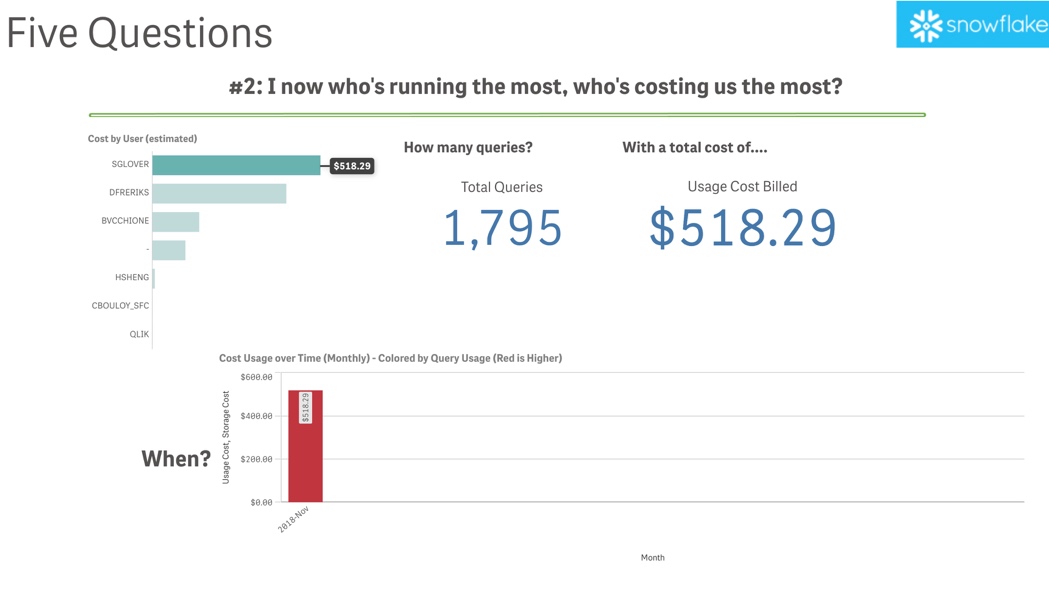 Five Questions
snowflake
#2: I now who's running the most, who's costing us the most?
Cost by User (estimated)
SGLOVER
$518.29
DFRERIKS
BVCCHIONE
-
HSHENG
CBOULOY_SFC
QLIK
How many queries?
Total Queries
1,795
With a total cost of....
Usage Cost Billed
$518.29
Cost Usage over Time (Monthly) - Colored by Query Usage (Red is Higher)
When?
Usage Cost, Storage Cost
$600.00
$400.00
$200.00
$0.00
$518.29
2018-Nov
Month